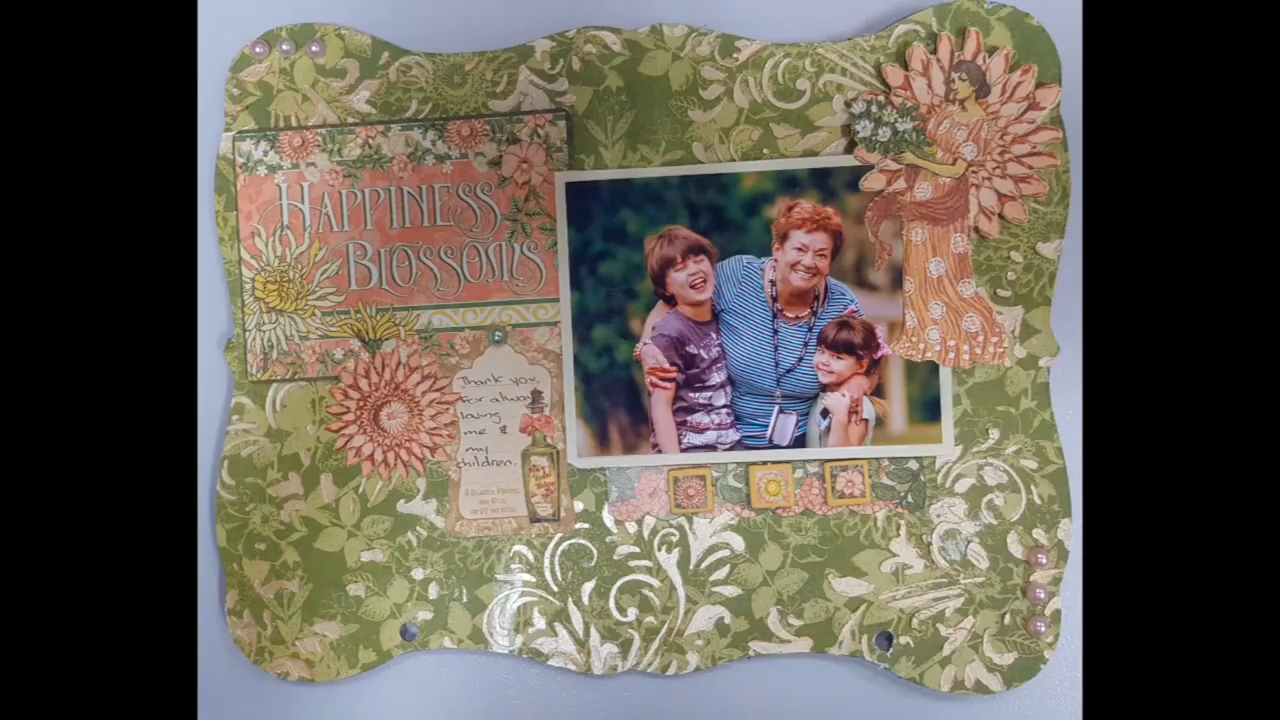 Happiness
Blossoms
Thank you
for always
loving
me &
my
children.